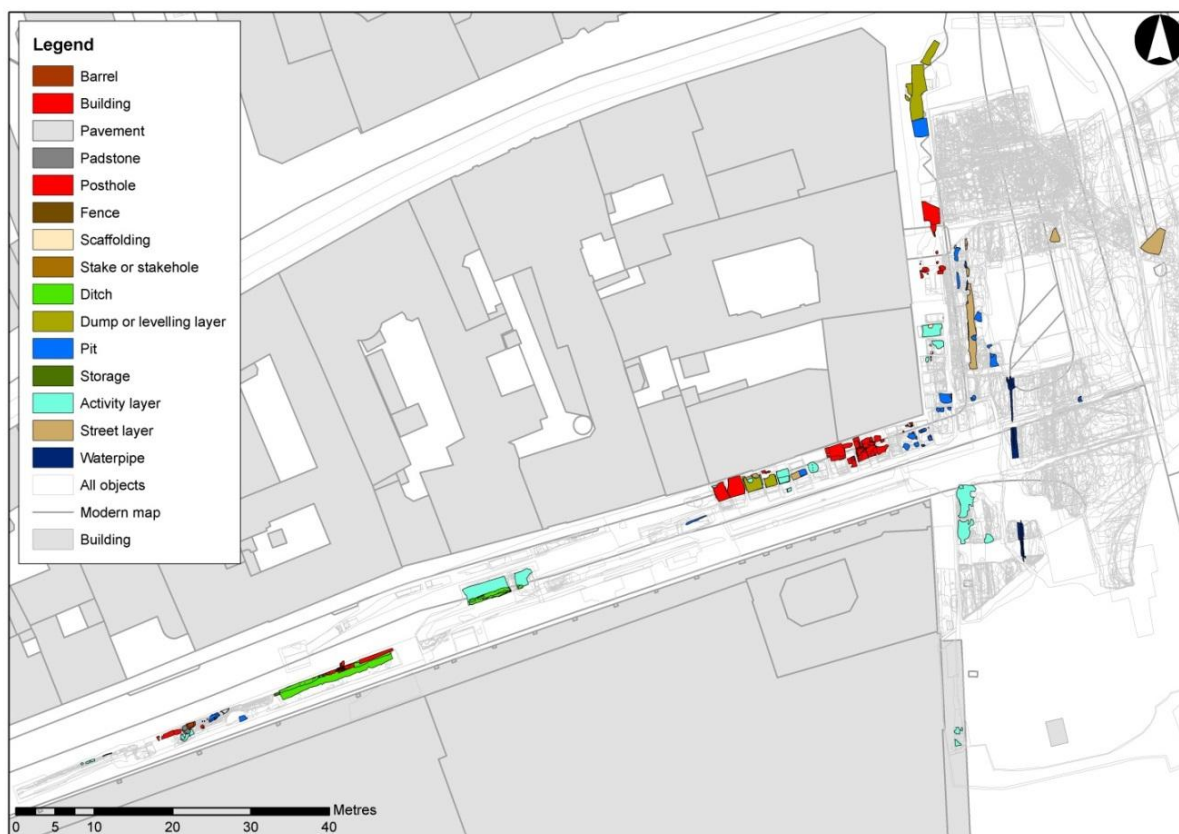 Legend
Barrel
Building
Pavement
Padstone
Posthole
Fence
Scaffolding
Stake or stakehole
Ditch
Dump or levelling layer
Pit
Storage
Activity layer
Street layer
Waterpipe
All objects
Modern map
Building
Metres
0 5 10 20 30 40